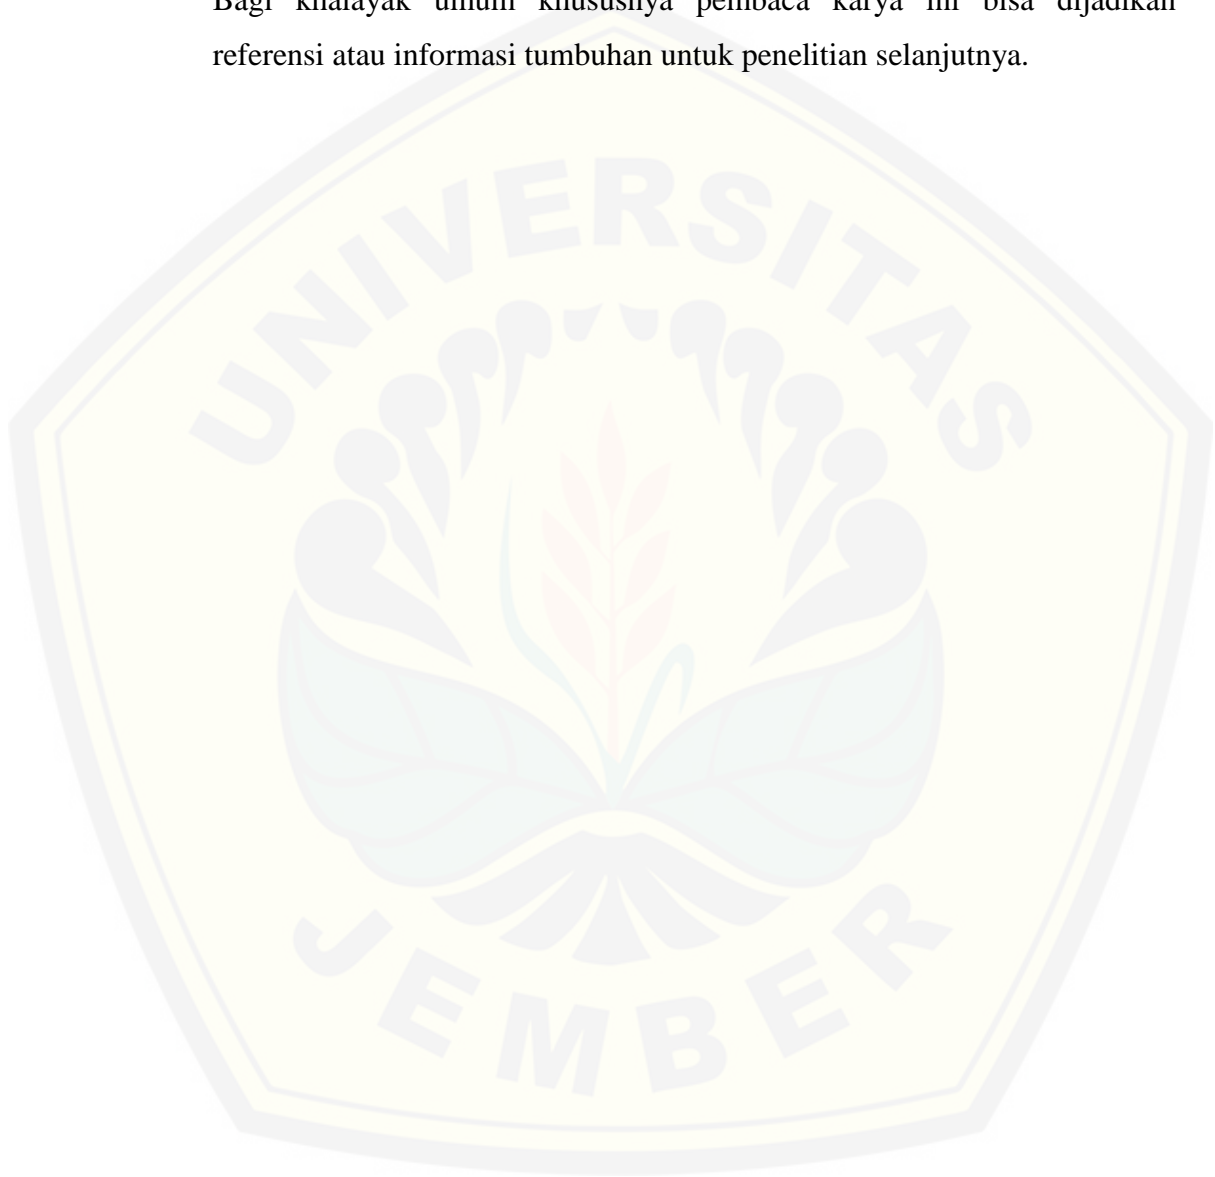 Bagi khalayak umum khususnya pembaca karya ini bisa dijadikan
referensi atau informasi tumbuhan untuk penelitian selanjutnya.
UNIVERSITAS
JEMBER